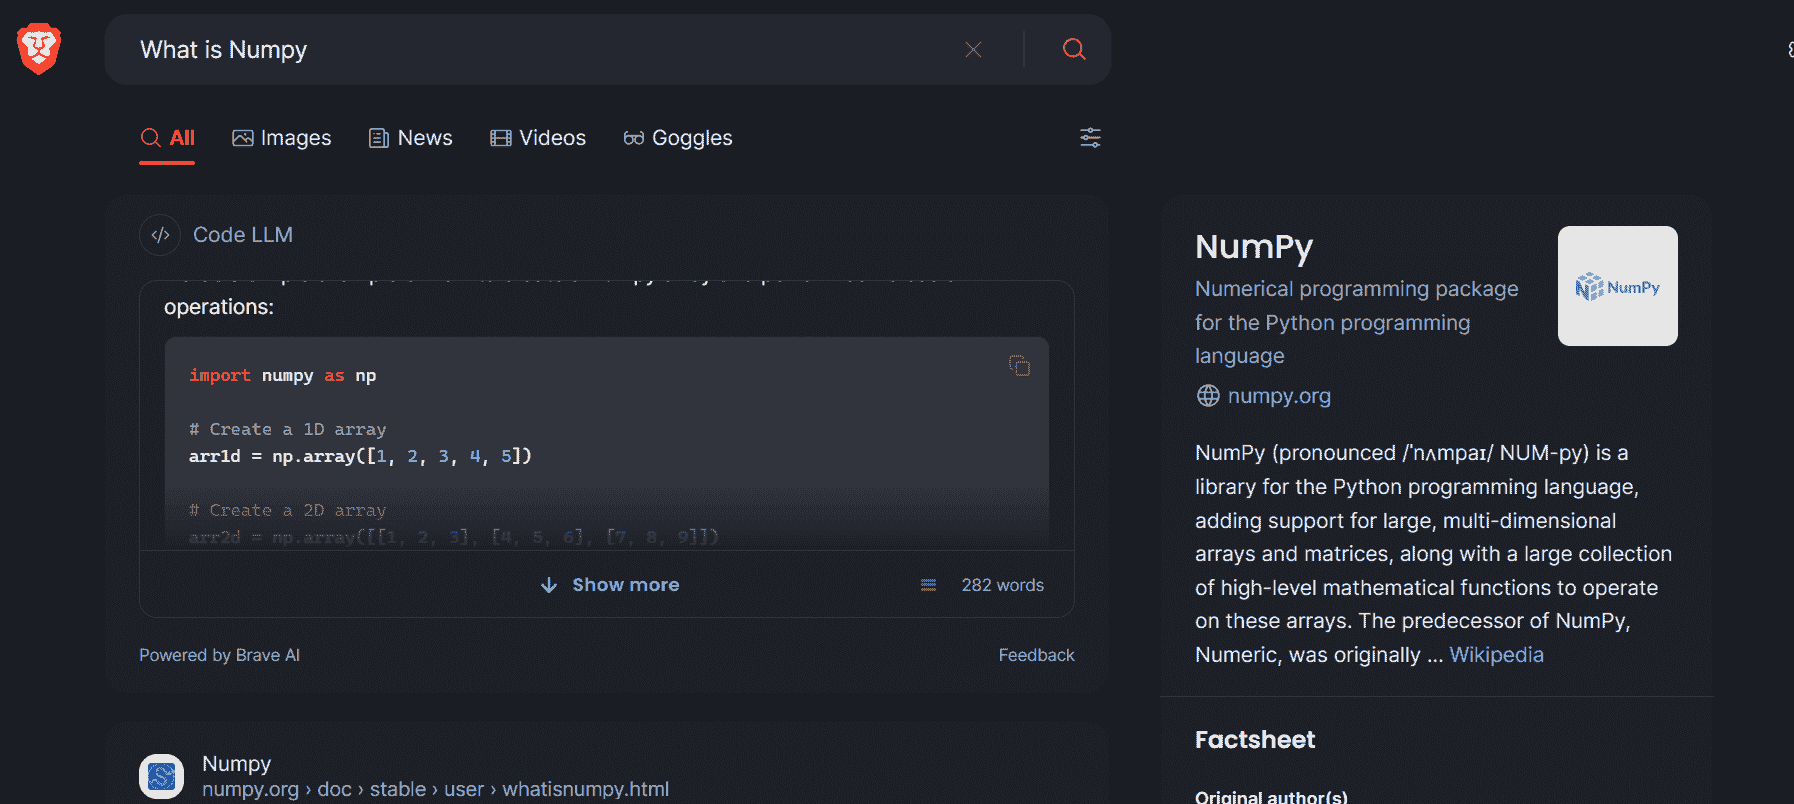 What is Numpy
All
Images
News
Videos
Goggles
Code LLM
operations:
import numpy as np
# Create a 1D array
arr1d = np.array([1, 2, 3, 4, 5])
# Create a 2D array
arr2d = np.array([[1, 2, 3], [4, 5, 6], [7, 8, 9]])
Show more
282 words
Powered by Brave AI
Feedback
Numpy
numpy.org › doc › stable › user › whatisnumpy.html
NumPy
Numerical programming package
for the Python programming
language
NumPy
numpy.org
NumPy (pronounced /ˈnʌmpaɪ/ NUM-py) is a
library for the Python programming language,
adding support for large, multi-dimensional
arrays and matrices, along with a large collection
of high-level mathematical functions to operate
on these arrays. The predecessor of NumPy,
Numeric, was originally ... Wikipedia
Factsheet
Original author(s)